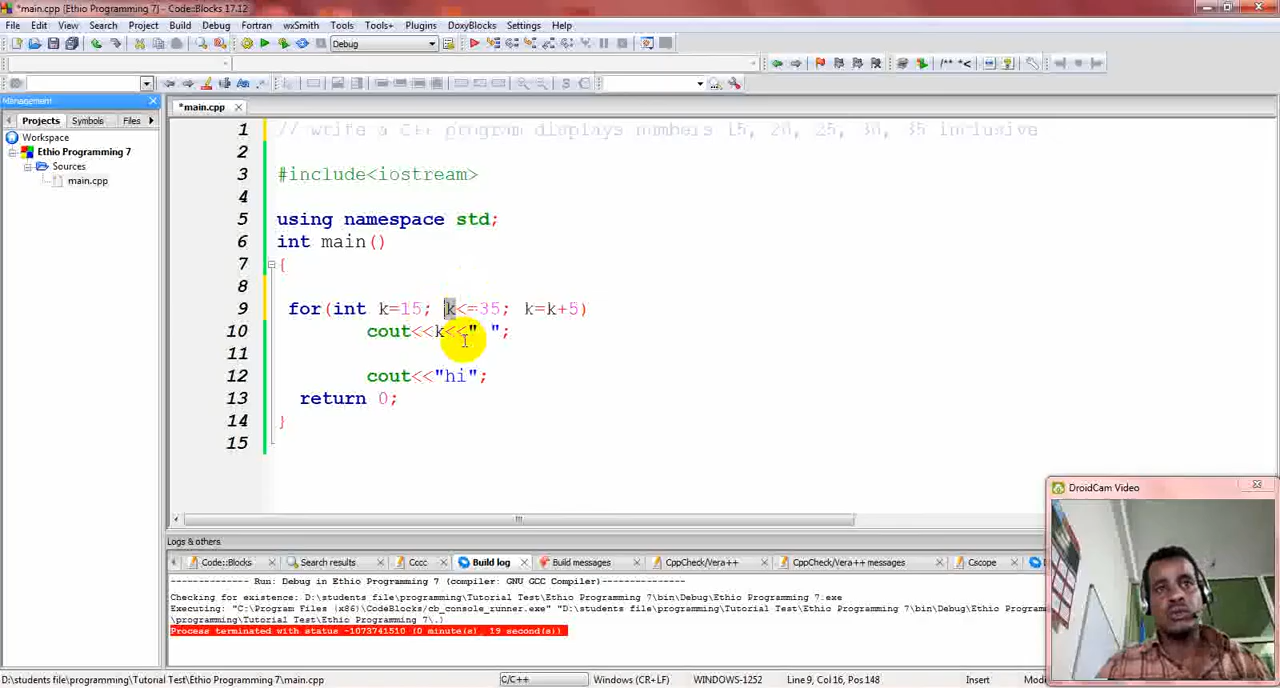 *main.cpp [Ethio Programming 7] - Code::Blocks 17.12
File Edit View Search Project Build Debug Fortran wxSmith Tools Tools+ Plugins DoxyBlocks Settings Help
Debug
/** *<
Management
Projects Symbols Files
*main.cpp
Workspace
Ethio Programming 7
Sources
main.cpp
1 // write a C++ program displays numbers 15, 20, 25, 30, 35 inclusive
2
3 #include<iostream>
4
5 using namespace std;
6 int main()
7 {
8
9 for(int k=15; k<=35; k=k+5)
10 cout<<k<<" ";
11
12 cout<<"hi";
13 return 0;
14 }
15
DroidCam Video
Logs & others
Code::Blocks Search results Cccc Build log Build messages CppCheck/Vera++ CppCheck/Vera++ messages Cscope
-------------- Run: Debug in Ethio Programming 7 (compiler: GNU GCC Compiler)---------------
Checking for existence: D:\students file\programming\Tutorial Test\Ethio Programming 7\bin\Debug\Ethio Programming 7.exe
Executing: "C:\Program Files (x86)\CodeBlocks/cb_console_runner.exe" "D:\students file\programming\Tutorial Test\Ethio Programming 7\bin\Debug\Ethio Programm
\programming\Tutorial Test\Ethio Programming 7\.)
Process terminated with status -1073741510 (0 minute(s), 19 second(s))
D:\students file\programming\Tutorial Test\Ethio Programming 7\main.cpp C/C++ Windows (CR+LF) WINDOWS-1252 Line 9, Col 16, Pos 148 Insert